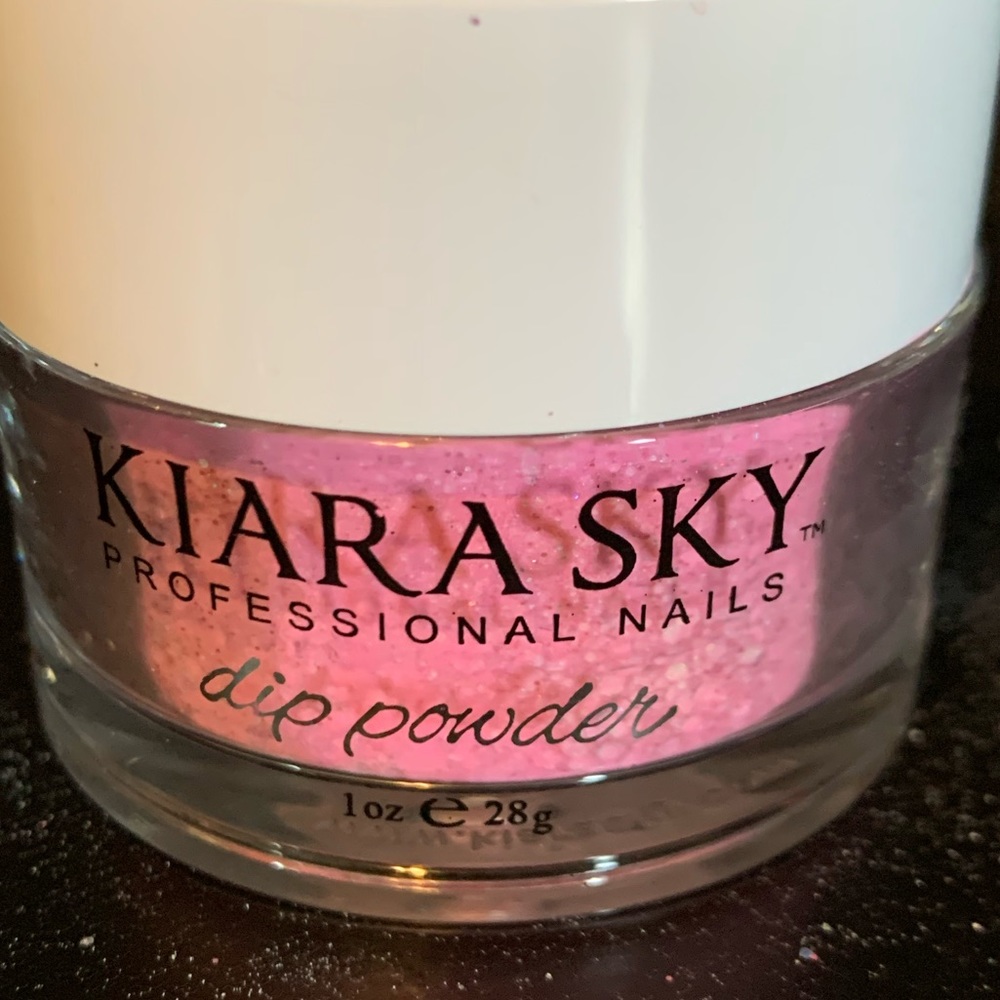 KIARA SKY™
PROFESSIONAL NAILS
dip powder
1oz ℮ 28g